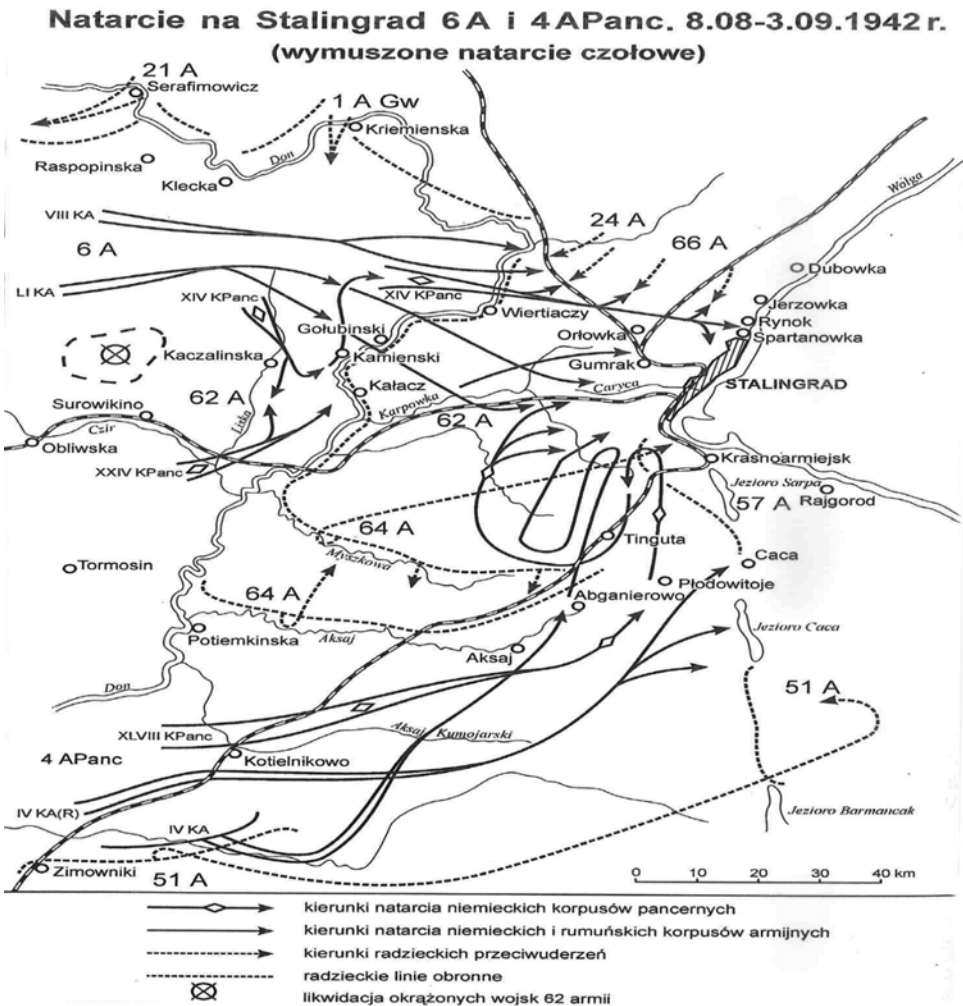 Natarcie na Stalingrad 6 A i 4 APanc. 8.08-3.09.1942 r.
(wymuszone natarcie czołowe)
21 A
Serafimowicz
1 A Gw
Kriemienska
Don
Raspopinska
Klecka
Wołga
VIII KA
24 A
6 A
66 A
Dubowka
LI KA
XIV KPanc
XIV KPanc
Jerzowka
Wiertiaczy
Rynok
Orłowka
Spartanowka
Gołubinski
Kaczalinska
Kamienski
Gumrak
STALINGRAD
Kałacz
Caryca
62 A
Karpowka
Surowikino
Liska
62 A
Czir
Obliwska
Krasnoarmiejsk
XXIV KPanc
Jezioro Sarpa
Rajgorod
57 A
64 A
Tinguta
Myszkowa
Caca
Tormosin
Płodowitoje
64 A
Abganierowo
Potiemkinska
Aksaj
Jezioro Caca
Aksaj
Don
51 A
XLVIII KPanc
Aksaj Kumojarski
4 APanc
Kotielnikowo
IV KA(R)
Jezioro Barmancak
IV KA
Zimowniki
51 A
0 10 20 30 40 km
kierunki natarcia niemieckich korpusów pancernych
kierunki natarcia niemieckich i rumuńskich korpusów armijnych
kierunki radzieckich przeciwuderzeń
radzieckie linie obronne
likwidacja okrążonych wojsk 62 armii